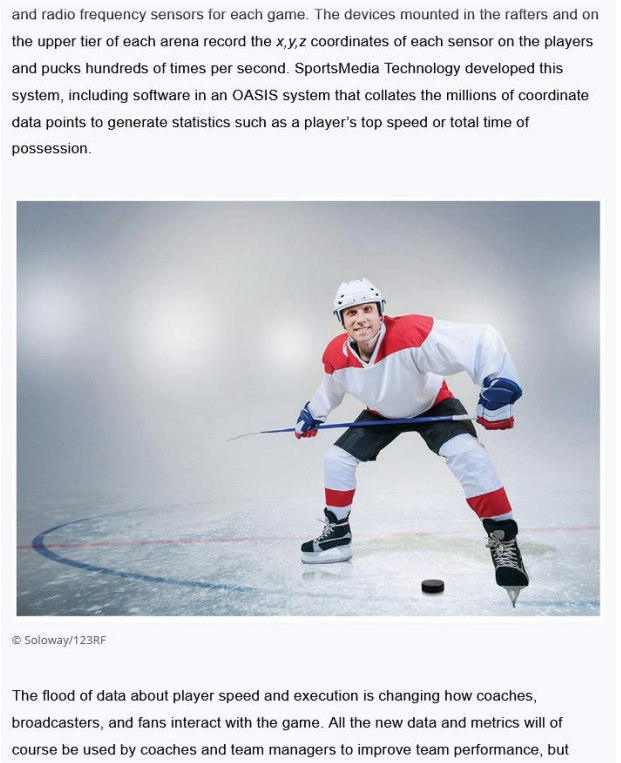 and radio frequency sensors for each game. The devices mounted in the rafters and on
the upper tier of each arena record the x,y,z coordinates of each sensor on the players
and pucks hundreds of times per second. SportsMedia Technology developed this
system, including software in an OASIS system that collates the millions of coordinate
data points to generate statistics such as a player's top speed or total time of
possession.
© Soloway/123RF
The flood of data about player speed and execution is changing how coaches,
broadcasters, and fans interact with the game. All the new data and metrics will of
course be used by coaches and team managers to improve team performance, but